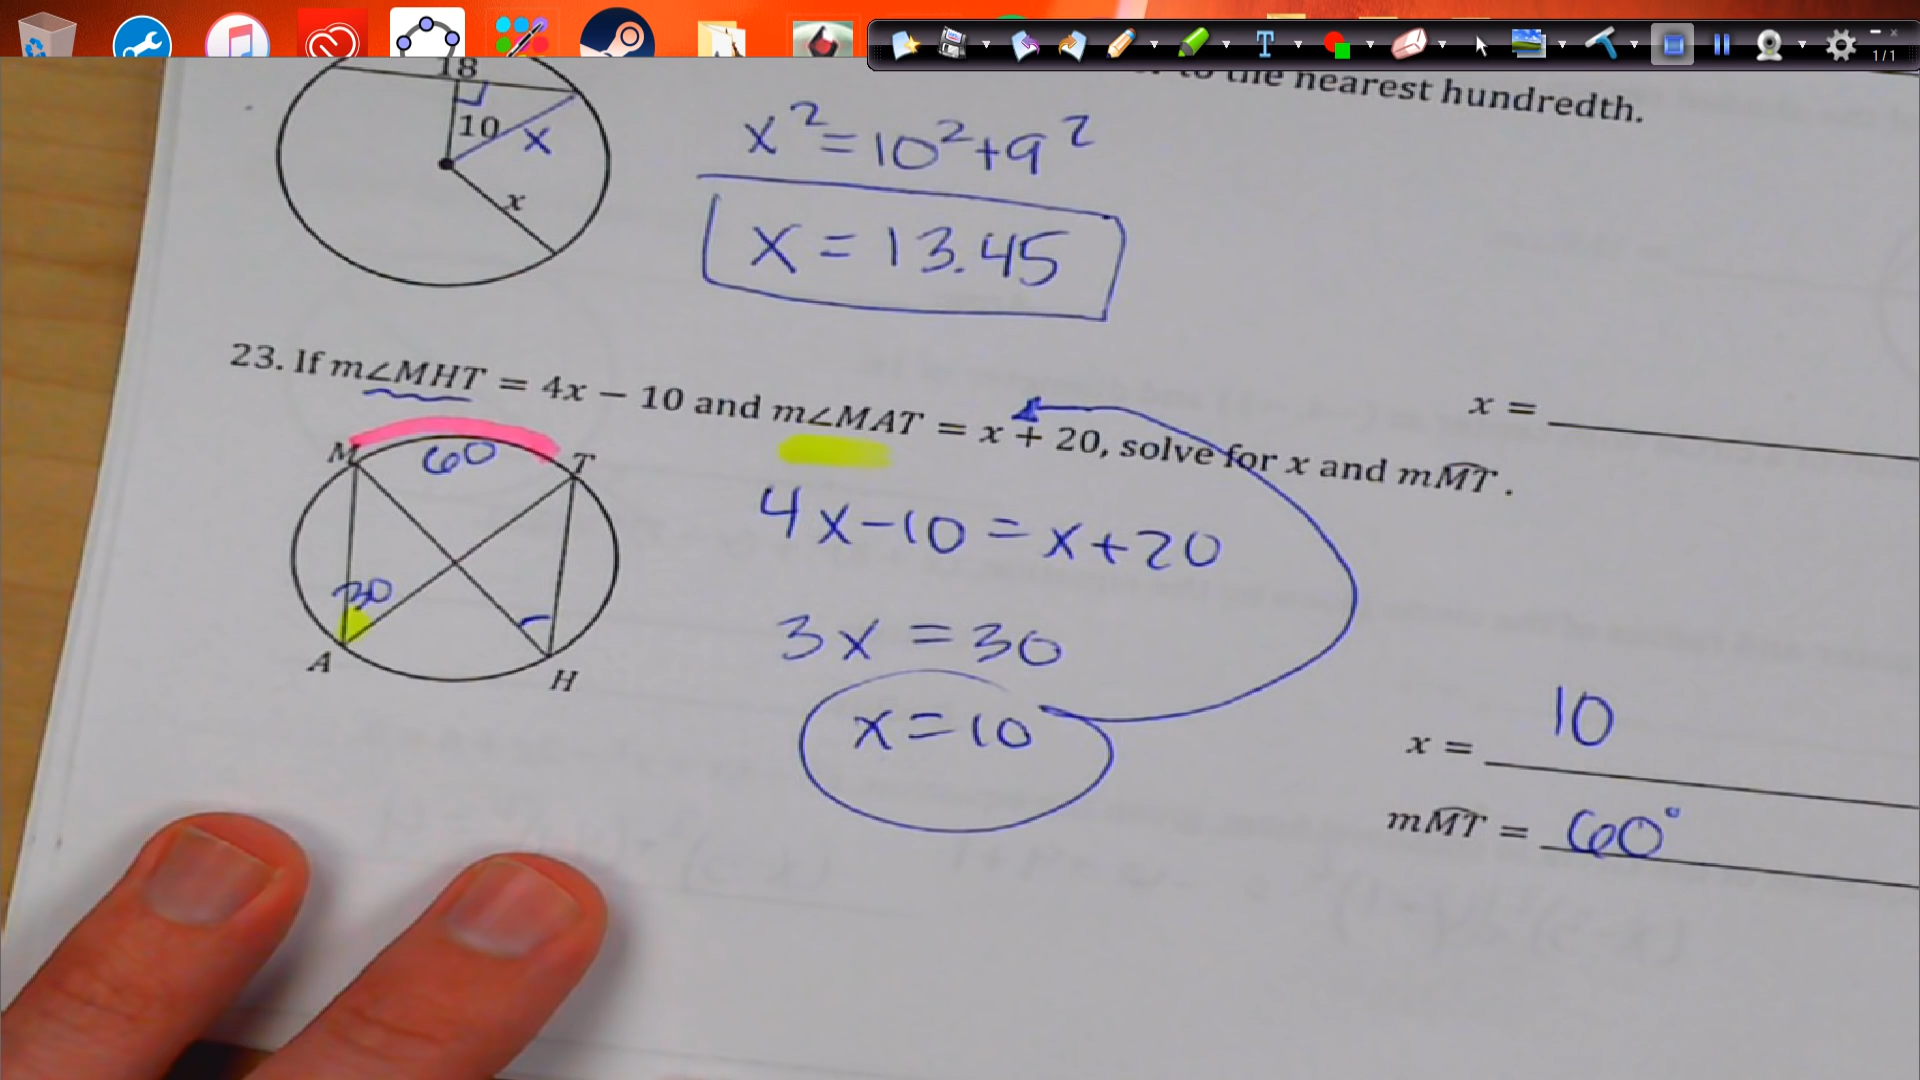 1/1
to the nearest hundredth.
18
10
x
x
x² = 10² + 9²
x = 13.45
x =
23. If m∠MHT = 4x − 10 and m∠MAT = x + 20, solve for x and mMT .
M
60
T
30
A
H
4x−10 = x+20
3x = 30
x = 10
x = 10
mMT = 60°